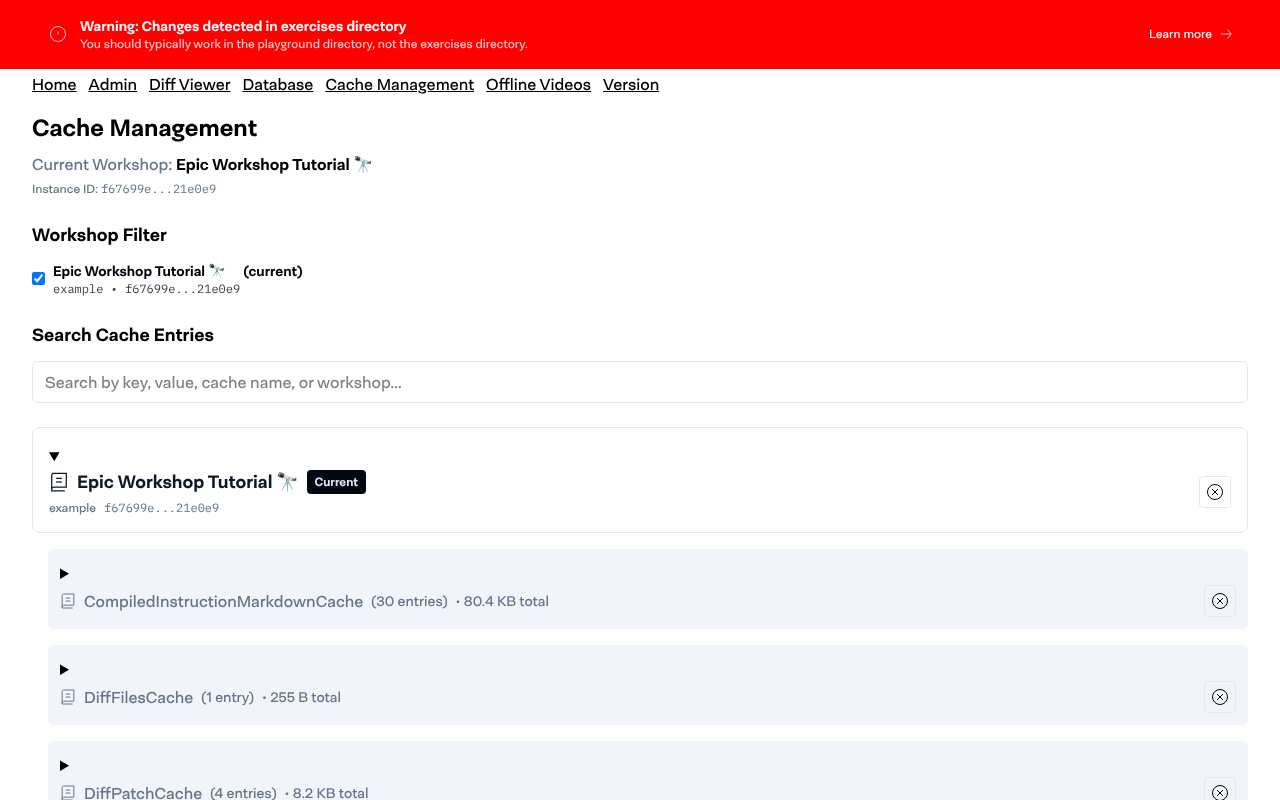 Warning: Changes detected in exercises directory
You should typically work in the playground directory, not the exercises directory.
Learn more
Home Admin Diff Viewer Database Cache Management Offline Videos Version
Cache Management
Current Workshop: Epic Workshop Tutorial 🔭
Instance ID: f67699e...21e0e9
Workshop Filter
Epic Workshop Tutorial 🔭 (current)
example • f67699e...21e0e9
Search Cache Entries
Search by key, value, cache name, or workshop...
Epic Workshop Tutorial 🔭 Current
example f67699e...21e0e9
CompiledInstructionMarkdownCache (30 entries) • 80.4 KB total
DiffFilesCache (1 entry) • 255 B total
DiffPatchCache (4 entries) • 8.2 KB total